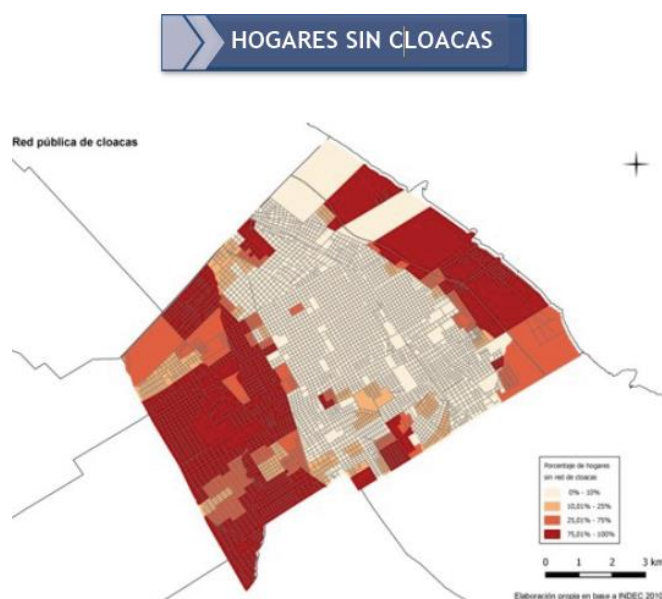 HOGARES SIN CLOACAS
Red pública de cloacas
Porcentaje de hogares
sin red de cloacas
0% - 10%
10,01% - 25%
25,01% - 75%
75,01% - 100%
0 1 2 3 km
Elaboración propia en base a INDEC 2010